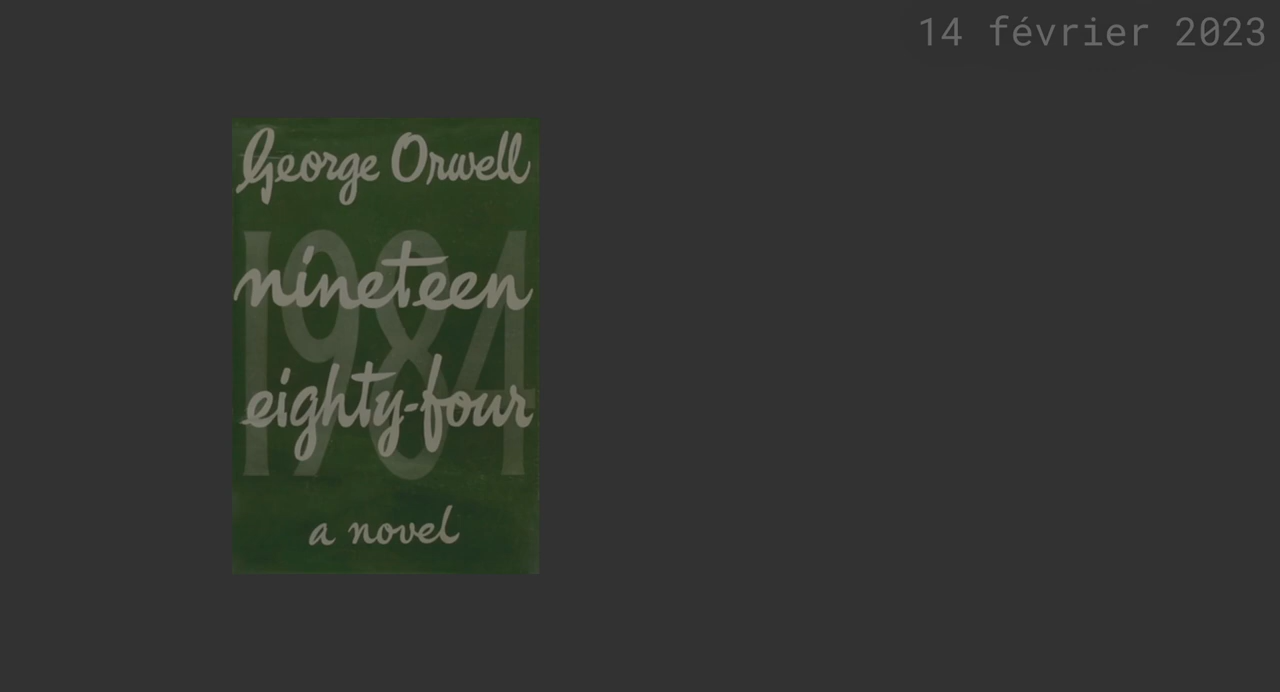 14 février 2023
George Orwell
1984
nineteen
eighty-four
a novel